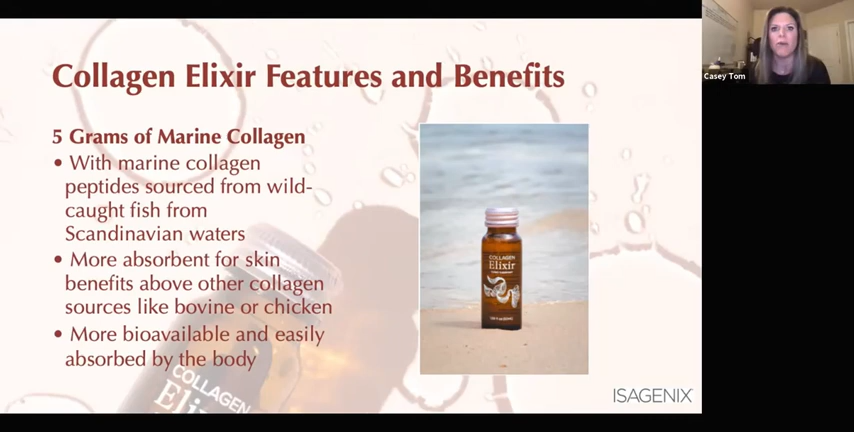 Collagen Elixir Features and Benefits
Casey Tom
5 Grams of Marine Collagen
• With marine collagen
peptides sourced from wild-
caught fish from
Scandinavian waters
• More absorbent for skin
benefits above other collagen
sources like bovine or chicken
• More bioavailable and easily
absorbed by the body
COLLAGEN
Elixir
COLLAGEN
ISAGENIX